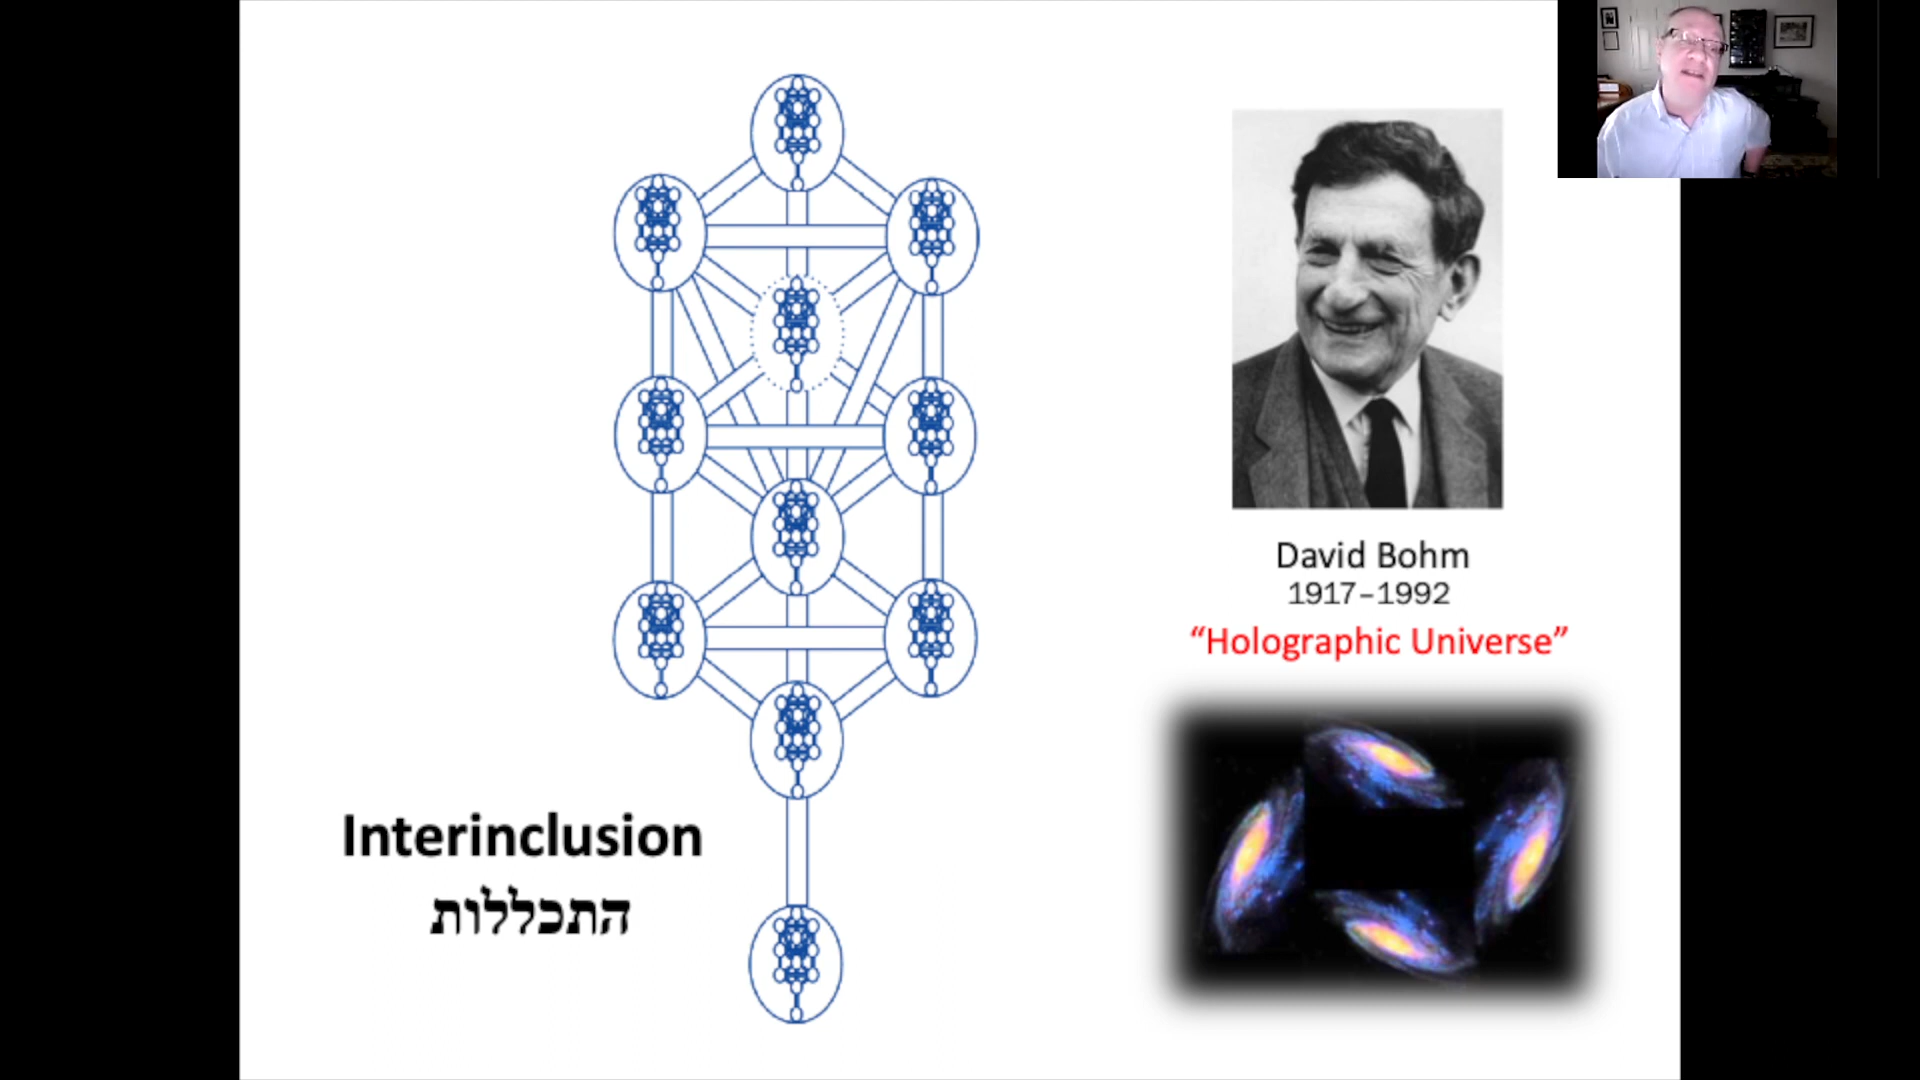 David Bohm
1917–1992
“Holographic Universe”
Interinclusion
התכללות